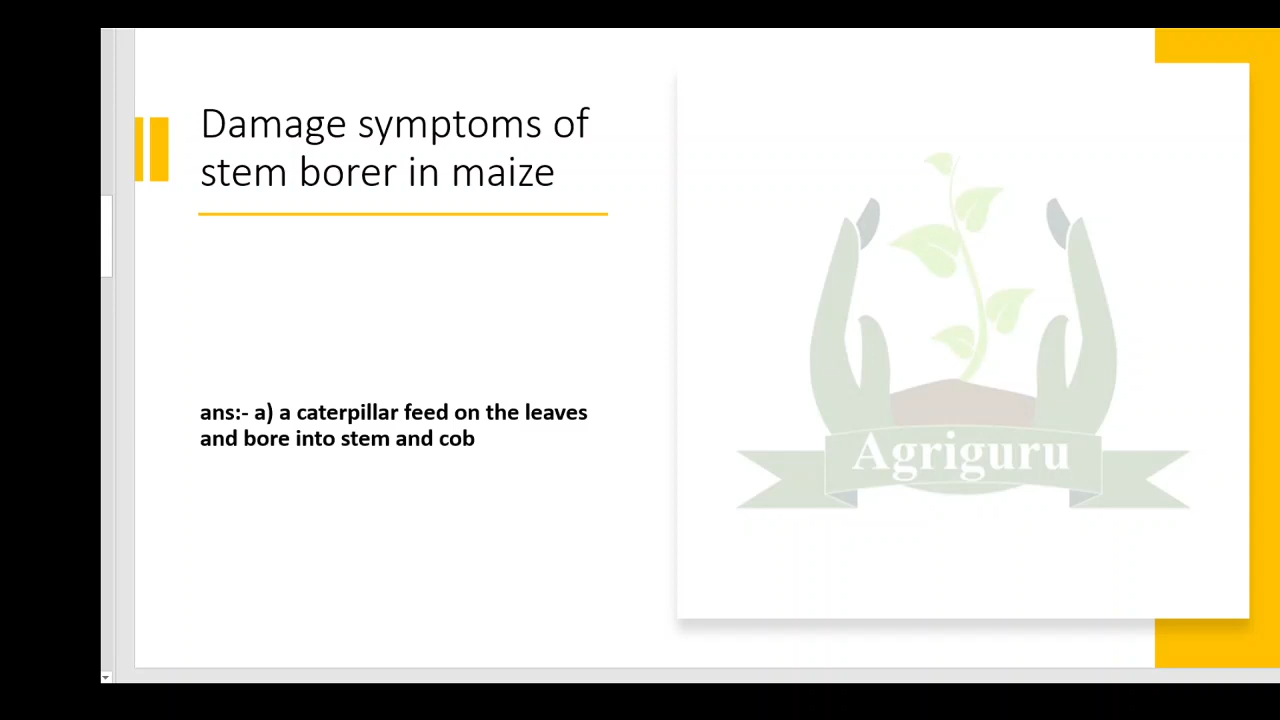 Damage symptoms of
stem borer in maize
ans:- a) a caterpillar feed on the leaves
and bore into stem and cob
Agriguru